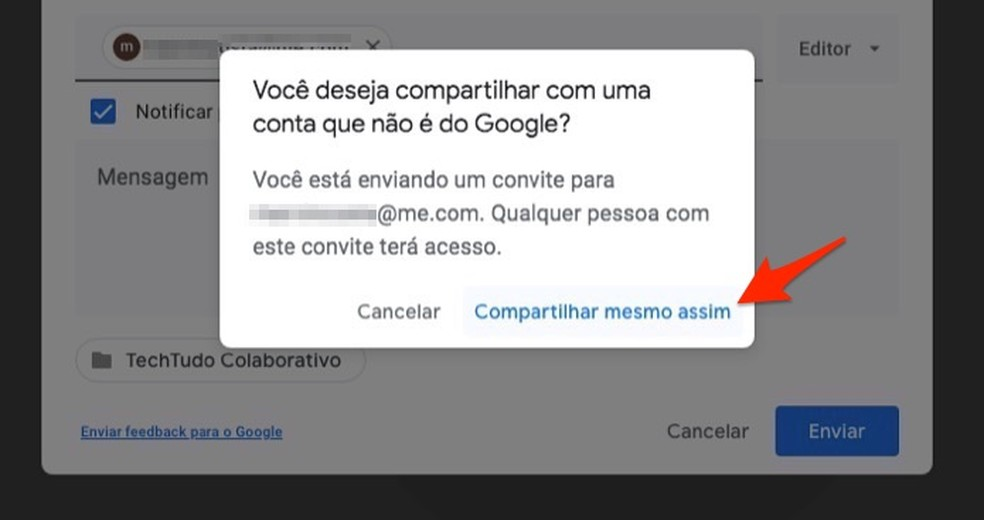 m
Editor
Notificar
Mensagem
Você deseja compartilhar com uma
conta que não é do Google?
Você está enviando um convite para
@me.com. Qualquer pessoa com
este convite terá acesso.
Cancelar Compartilhar mesmo assim
TechTudo Colaborativo
Enviar feedback para o Google
Cancelar Enviar